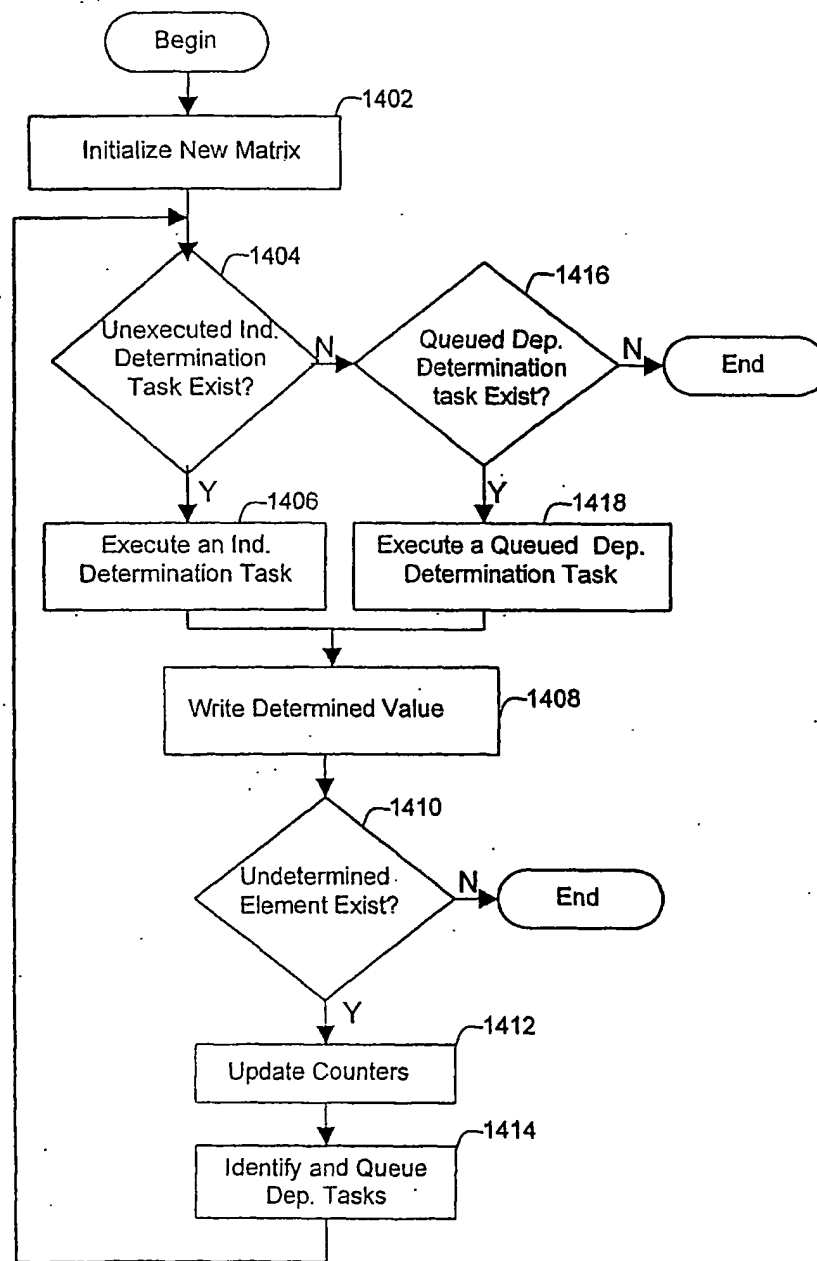 Begin
1402
Initialize New Matrix
1404
Unexecuted Ind.
Determination
Task Exist?
N
Y
1416
Queued Dep.
Determination
task Exist?
N
Y
End
1406
Execute an Ind.
Determination Task
1418
Execute a Queued Dep.
Determination Task
Write Determined Value
1408
1410
Undetermined
Element Exist?
N
Y
End
1412
Update Counters
1414
Identify and Queue
Dep. Tasks